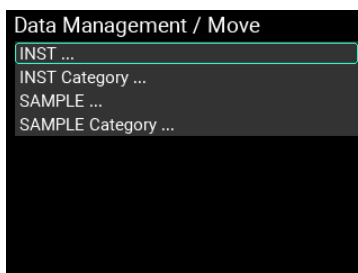 Data Management / Move
INST ...
INST Category ...
SAMPLE ...
SAMPLE Category ...